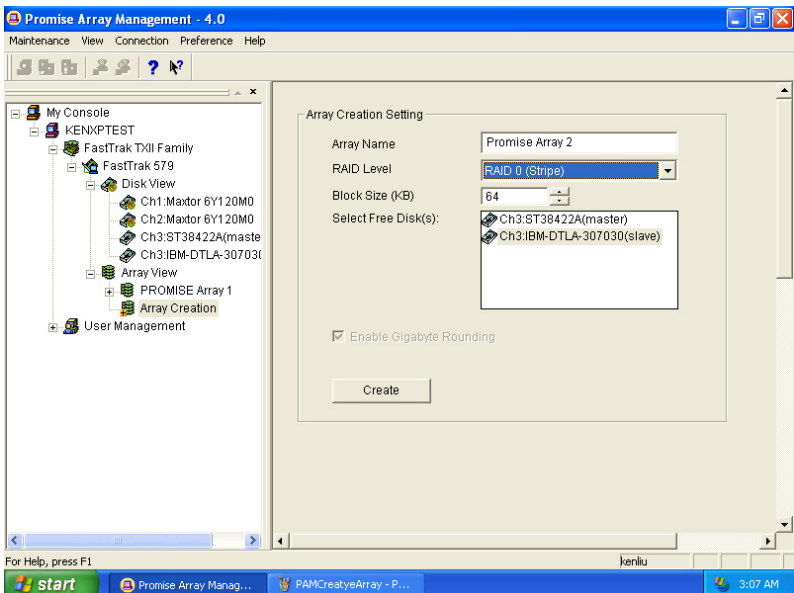 Promise Array Management - 4.0
Maintenance View Connection Preference Help
My Console
KENXPTEST
FastTrak TXII Family
FastTrak 579
Disk View
Ch1:Maxtor 6Y120M0
Ch2:Maxtor 6Y120M0
Ch3:ST38422A(maste
Ch3:IBM-DTLA-307030(
Array View
PROMISE Array 1
Array Creation
User Management
Array Creation Setting
Array Name Promise Array 2
RAID Level RAID 0 (Stripe)
Block Size (KB) 64
Select Free Disk(s): Ch3:ST38422A(master)
Ch3:IBM-DTLA-307030(slave)
Enable Gigabyte Rounding
Create
For Help, press F1 kenliu
start Promise Array Manag... PAMCreatyeArray - P... 3:07 AM